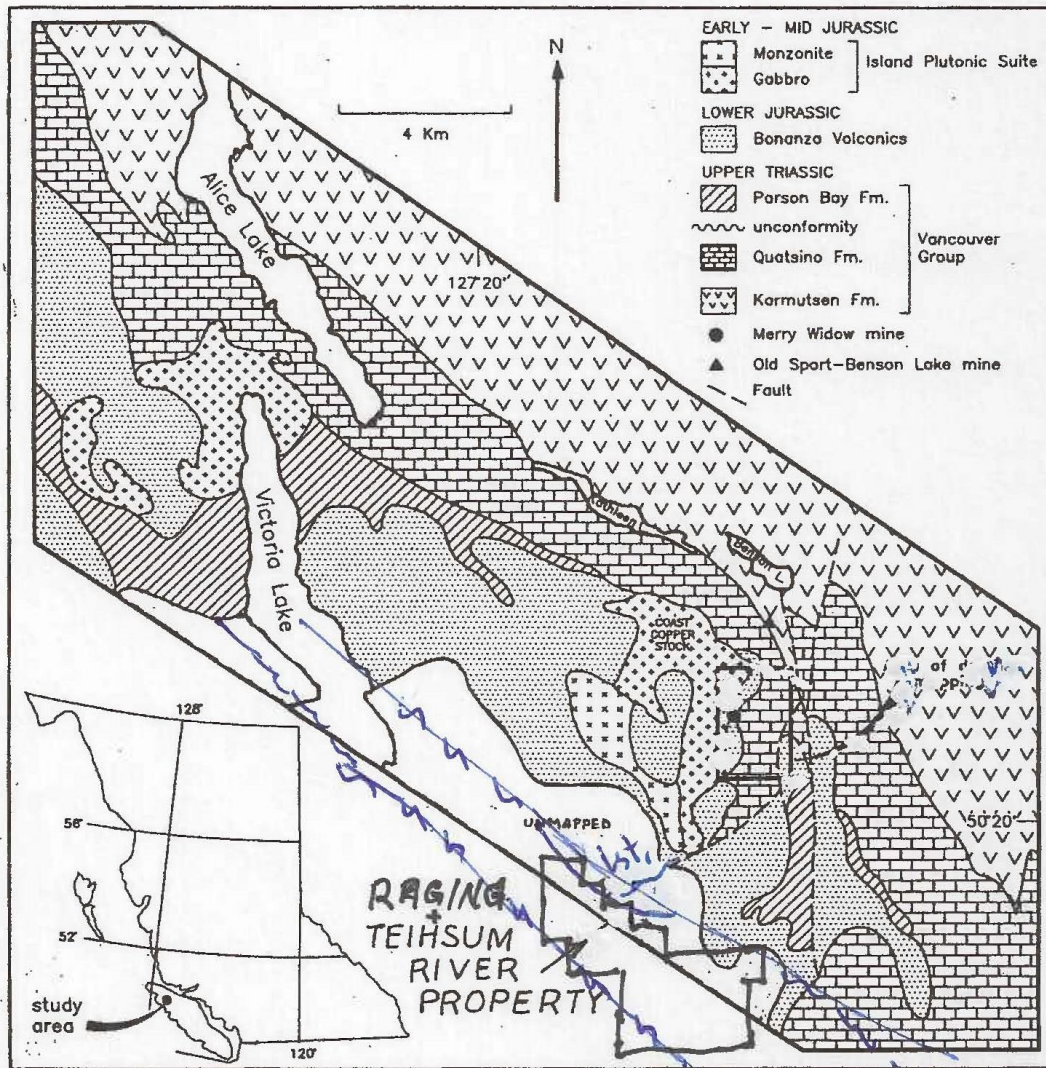 EARLY - MID JURASSIC
Monzonite
Gabbro
Island Plutonic Suite
LOWER JURASSIC
Bonanza Volcanics
UPPER TRIASSIC
Parson Bay Fm.
unconformity
Quatsino Fm.
Karmutsen Fm.
Vancouver
Group
Merry Widow mine
Old Sport-Benson Lake mine
Fault
N
4 Km
Alice Lake
127°20'
Victoria Lake
Kathleen
Benson L.
COAST
COPPER
STOCK
of
50°20'
UNMAPPED
RAGING
+
TEIHSUM
RIVER
PROPERTY
128°
56°
52°
study
area
120°